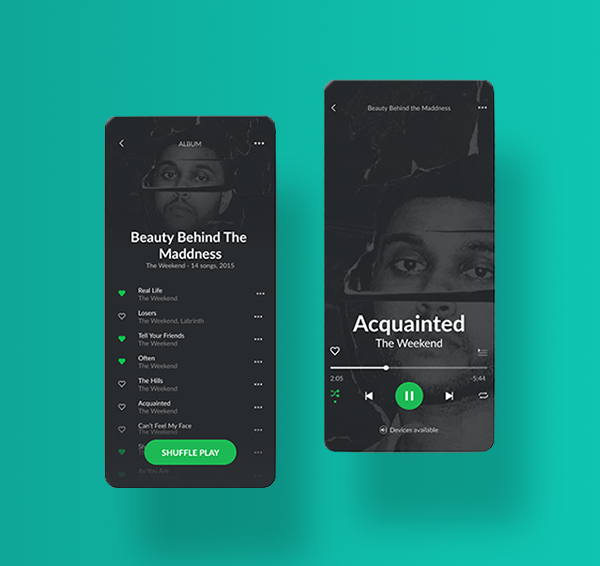 ALBUM
Beauty Behind The
Maddness
The Weekend - 14 songs, 2015
Real Life
The Weekend
Losers
The Weekend, Labrinth
Tell Your Friends
The Weekend
Often
The Weekend
The Hills
The Weekend
Acquainted
The Weekend
Can't Feel My Face
The Weekend
SHUFFLE PLAY
As You Are
Beauty Behind the Maddness
Acquainted
The Weekend
2:05
-5:44
Devices available